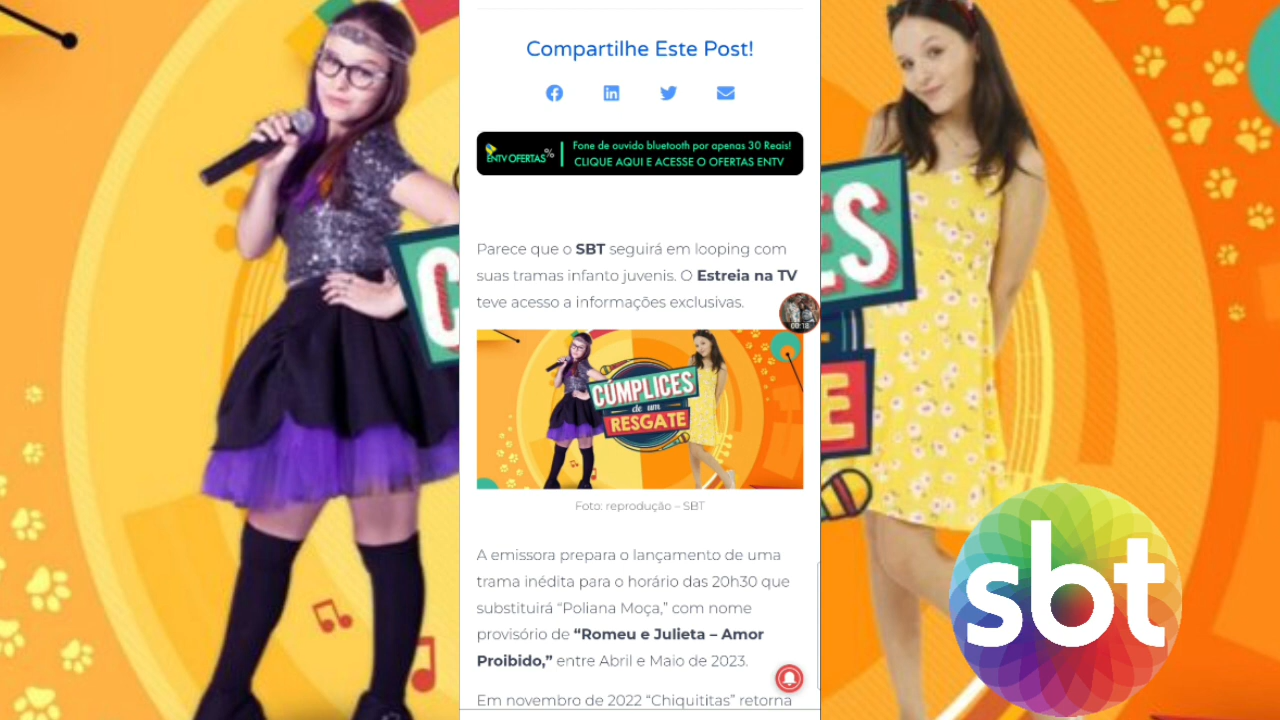 Compartilhe Este Post!
ENTV OFERTAS%
Fone de ouvido bluetooth por apenas 30 Reais!
CLIQUE AQUI E ACESSE O OFERTAS ENTV
Parece que o SBT seguirá em looping com
suas tramas infanto juvenis. O Estreia na TV
teve acesso a informações exclusivas.
00:18
CÚMPLICES
de um
RESGATE
Foto: reprodução – SBT
A emissora prepara o lançamento de uma
trama inédita para o horário das 20h30 que
substituirá “Poliana Moça,” com nome
provisório de “Romeu e Julieta – Amor
Proibido,” entre Abril e Maio de 2023.
Em novembro de 2022 “Chiquititas” retorna
C
ES
E
sbt